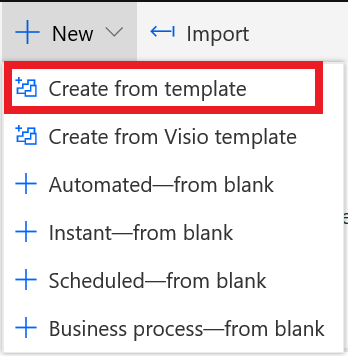 New
Import
Create from template
Create from Visio template
Automated—from blank
Instant—from blank
Scheduled—from blank
Business process—from blank